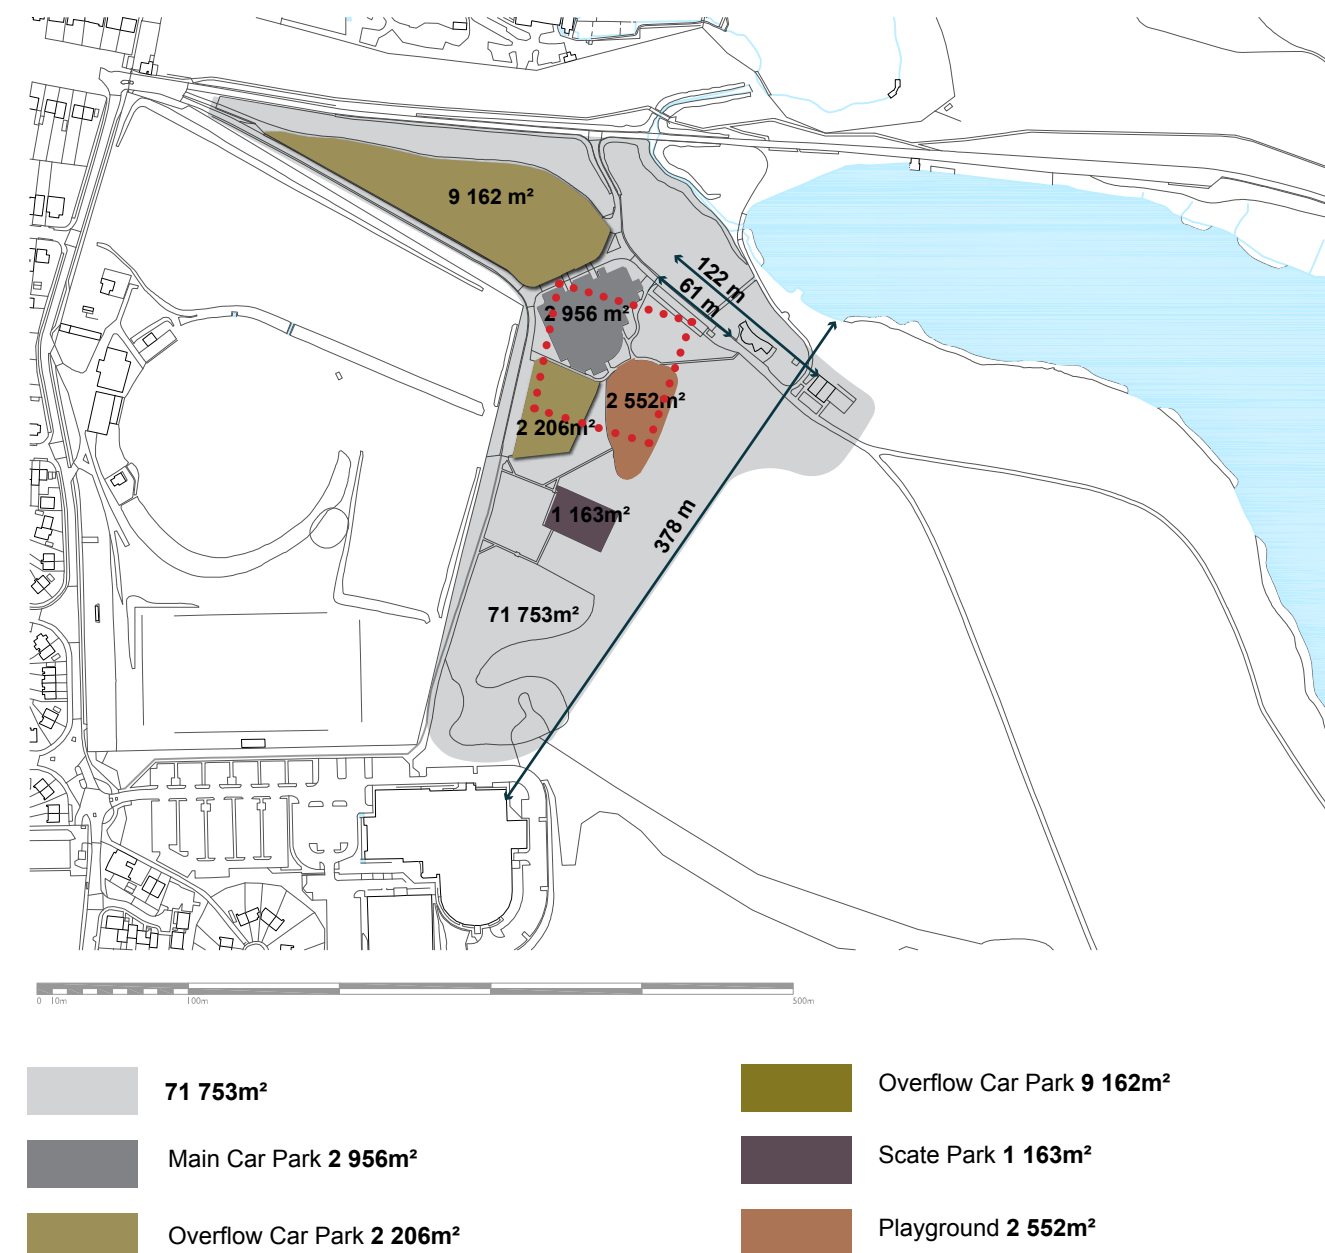 9 162 m²
122 m
61 m
2 956 m²
2 552m²
2 206m²
1 163m²
378 m
71 753m²
0 10m 100m 500m
71 753m²
Overflow Car Park 9 162m²
Main Car Park 2 956m²
Scate Park 1 163m²
Overflow Car Park 2 206m²
Playground 2 552m²